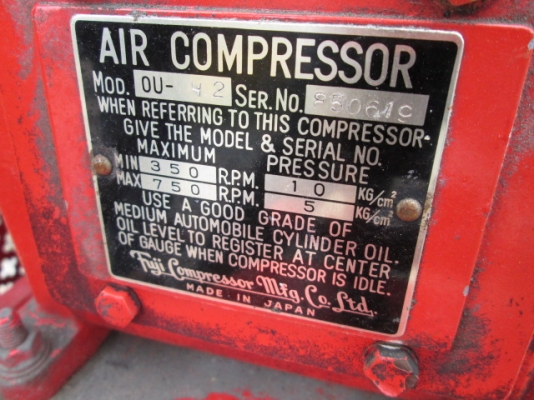 AIR COMPRESSOR
MOD. OU- 42 SER. NO.
WHEN REFERRING TO THIS COMPRESSOR
GIVE THE MODEL & SERIAL NO.
MAXIMUM PRESSURE
MIN 350 R.P.M. 10 KG/cm²
MAX 750 R.P.M. 5 KG/cm²
USE A GOOD GRADE OF
MEDIUM AUTOMOBILE CYLINDER OIL.
OIL LEVEL TO REGISTER AT CENTER
OF GAUGE WHEN COMPRESSOR IS IDLE.
Fuji Compressor Mfg. Co. Ltd.
MADE IN JAPAN